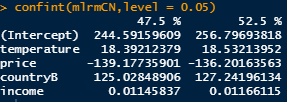 > confint(mlrmCN,level = 0.05)
47.5 % 52.5 %
(Intercept) 244.59159609 256.79693818
temperature 18.39212379 18.53213952
price -139.17735901 -136.20163563
countryB 125.02848906 127.24196134
income 0.01145837 0.01166115